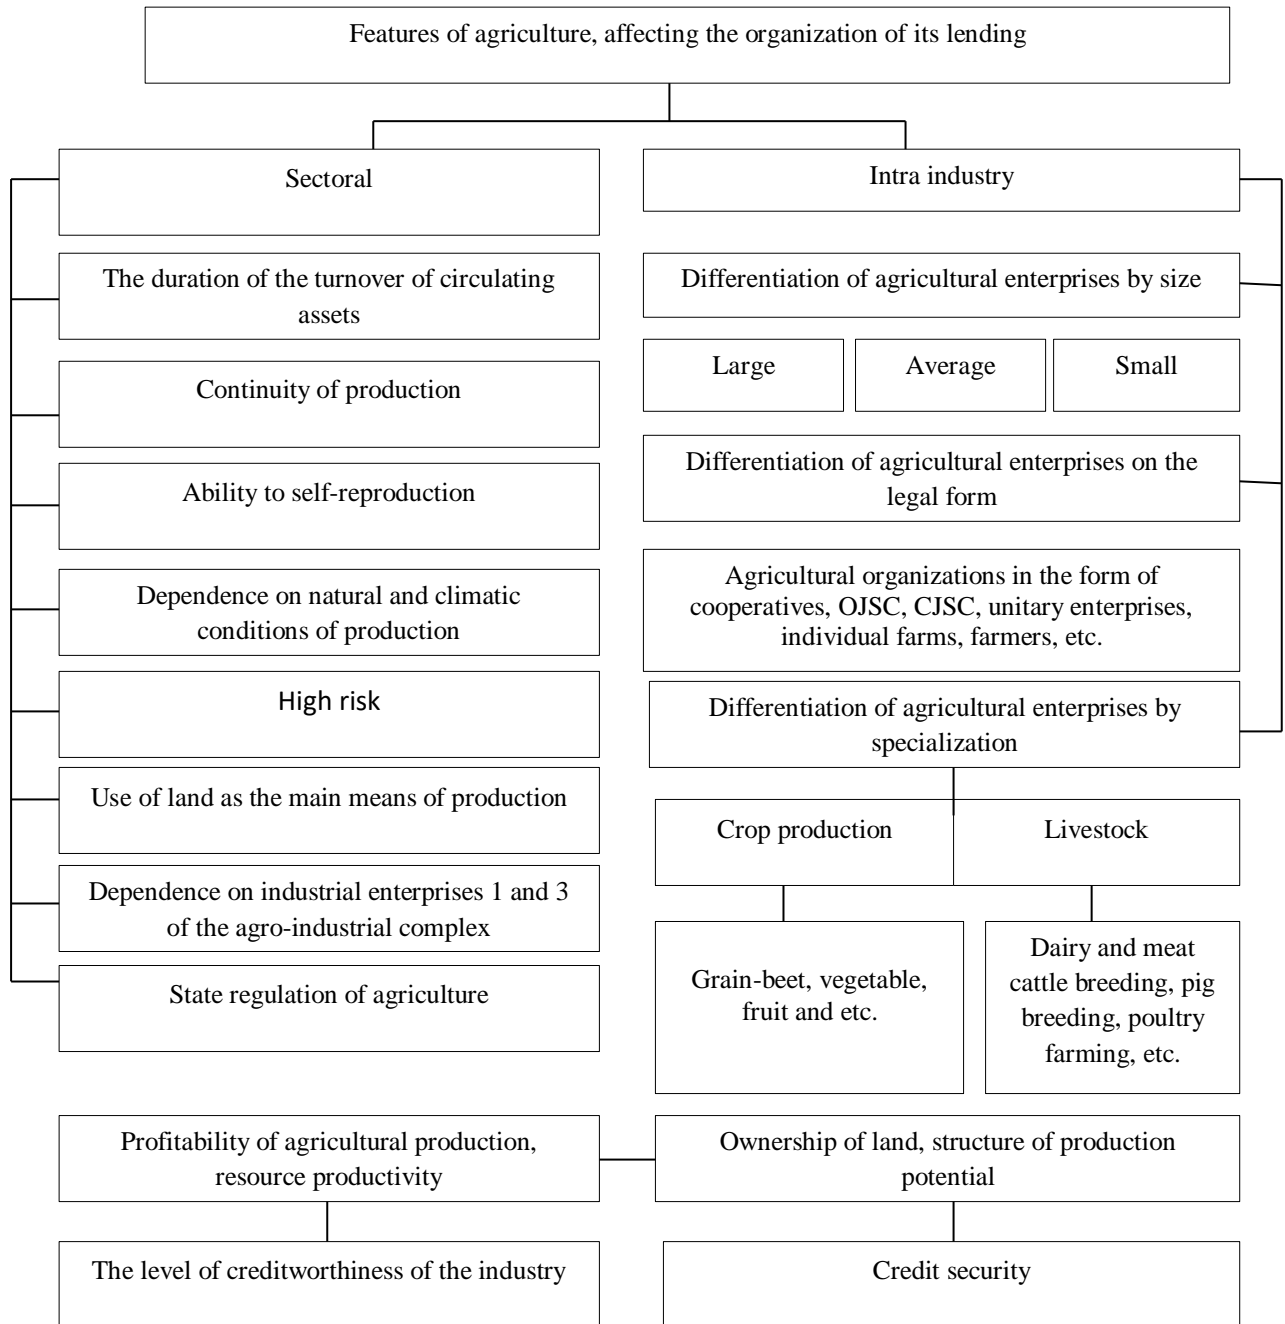 Features of agriculture, affecting the organization of its lending
Sectoral
The duration of the turnover of circulating
assets
Continuity of production
Ability to self-reproduction
Dependence on natural and climatic
conditions of production
High risk
Use of land as the main means of production
Dependence on industrial enterprises 1 and 3
of the agro-industrial complex
State regulation of agriculture
Intra industry
Differentiation of agricultural enterprises by size
Large
Average
Small
Differentiation of agricultural enterprises on the
legal form
Agricultural organizations in the form of
cooperatives, OJSC, CJSC, unitary enterprises,
individual farms, farmers, etc.
Differentiation of agricultural enterprises by
specialization
Crop production
Livestock
Grain-beet, vegetable,
fruit and etc.
Dairy and meat
cattle breeding, pig
breeding, poultry
farming, etc.
Profitability of agricultural production,
resource productivity
Ownership of land, structure of production
potential
The level of creditworthiness of the industry
Credit security